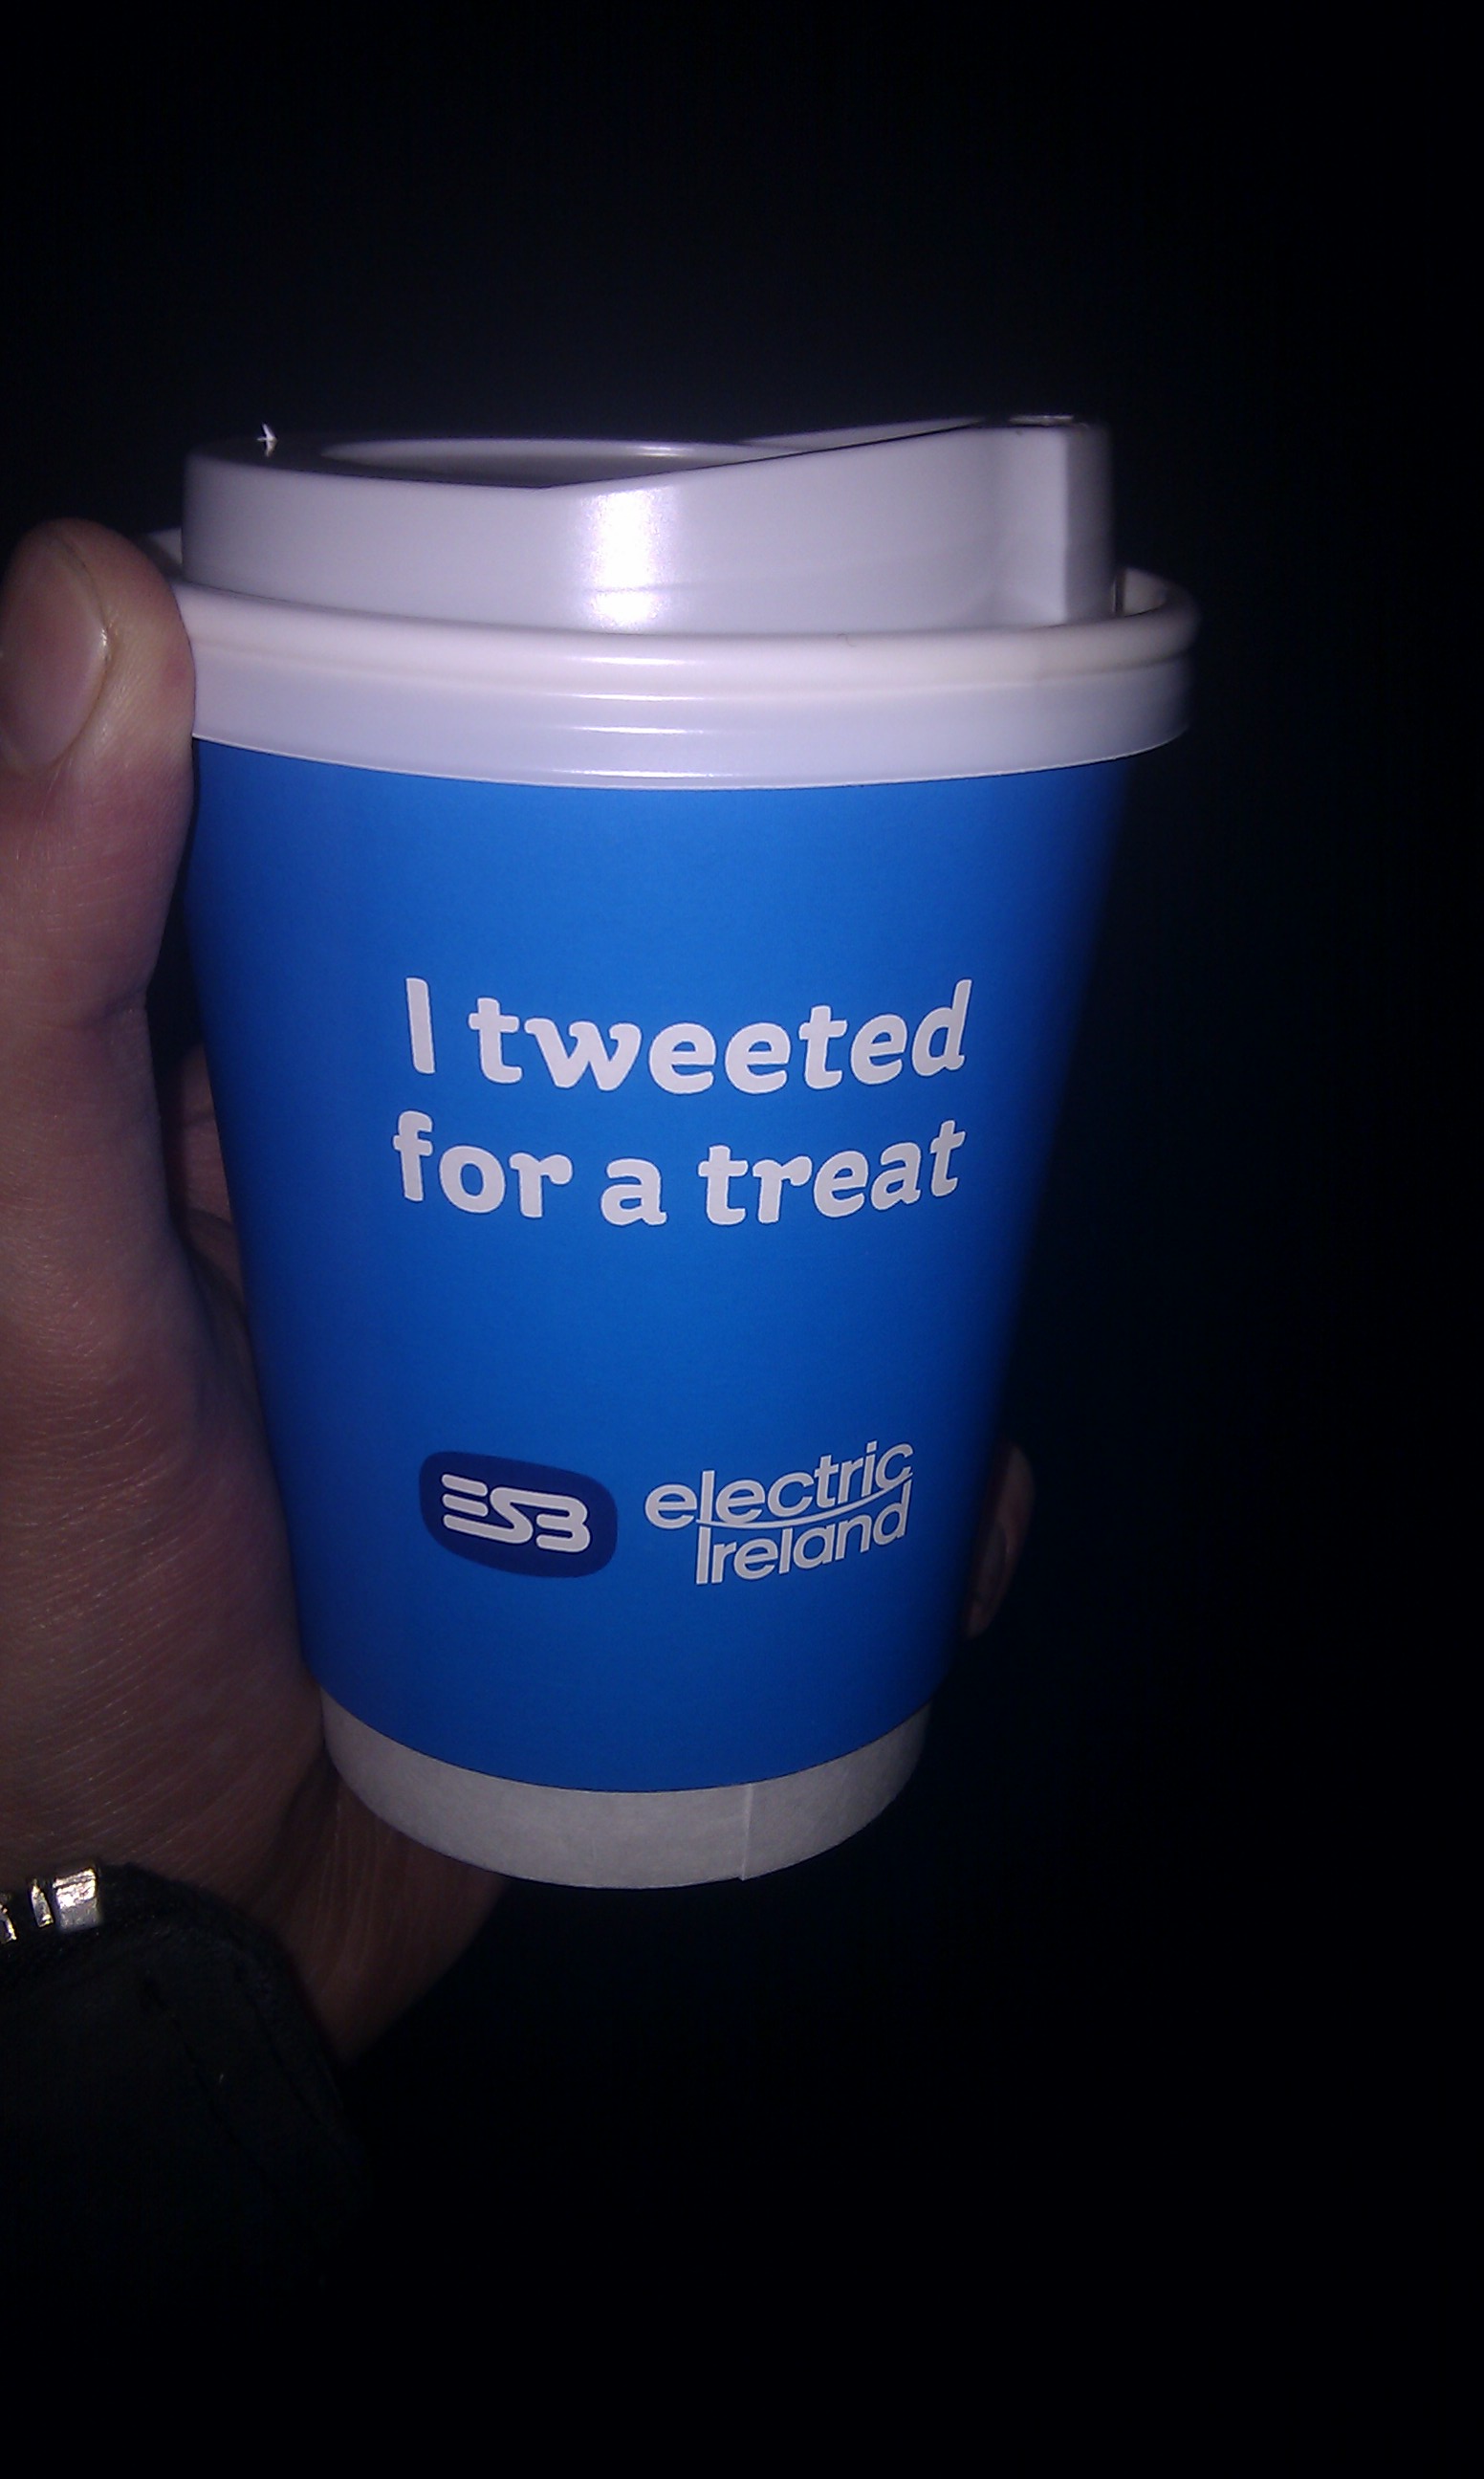 I tweeted
for a treat
ESB
electric
Ireland